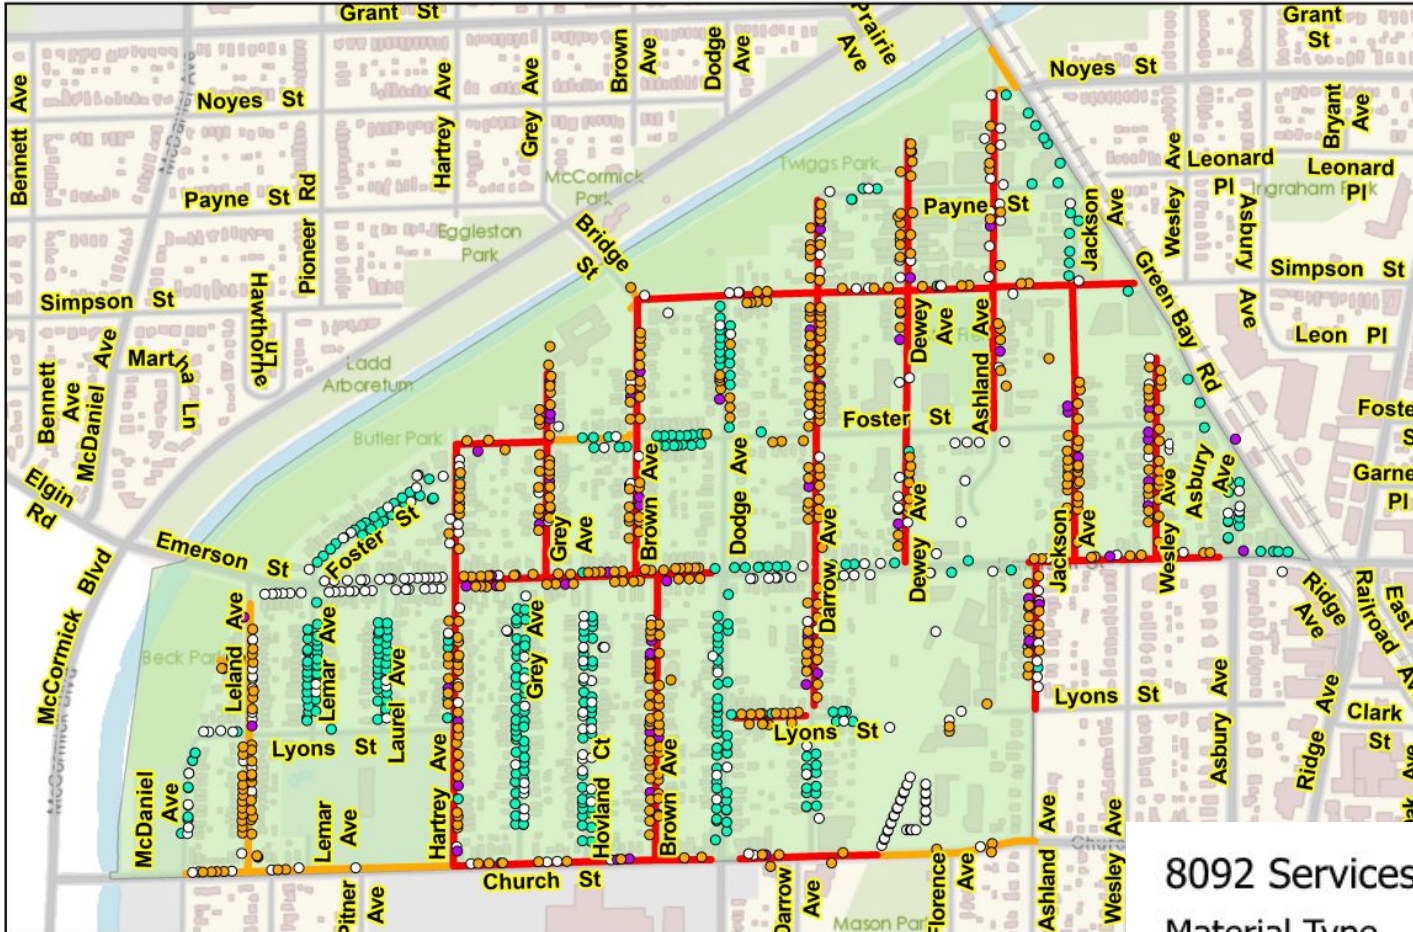 Grant St
Brown Ave
Dodge Ave
Prairie Ave
Grant St
Bennett Ave
McDaniel Ave
Noyes St
Hartrey Ave
Grey Ave
Noyes St
Bryant Ave
Leonard Pl
Leonard Pl
Wesley Ave
McCormick Park
Twiggs Park
Ingraham Park
Payne St
Pioneer Rd
Payne St
Jackson Ave
Asbury Ave
Eggleston Park
Bridge St
Simpson St
Hawthorne Ln
Green Bay Rd
Simpson St
Martha Ln
Dewey Ave
Ashland Ave
Leon Pl
Bennett Ave
McDaniel Ave
Ladd Arboretum
Foster St
Butler Park
Brown Ave
Dodge Ave
Asbury Ave
Garne
Pl
Elgin Rd
Foster St
Grey Ave
Darrow Ave
Dewey Ave
Jackson Ave
Wesley Ave
Emerson St
McCormick Blvd
Ridge Ave
East Railroad Av
Leland Ave
Lemar Ave
Grey Ave
Beck Park
Laurel Ave
Lyons St
Asbury Ave
Ridge Ave
Clark St
Lyons St
Lyons St
McCormick Blvd
McDaniel Ave
Lemar Ave
Hartrey Ave
Hovland Ct
Brown Ave
Ashland Ave
Wesley Ave
Church St
Pitner Ave
Darrow Ave
Mason Park
Florence Ave
8092 Services
Material Type